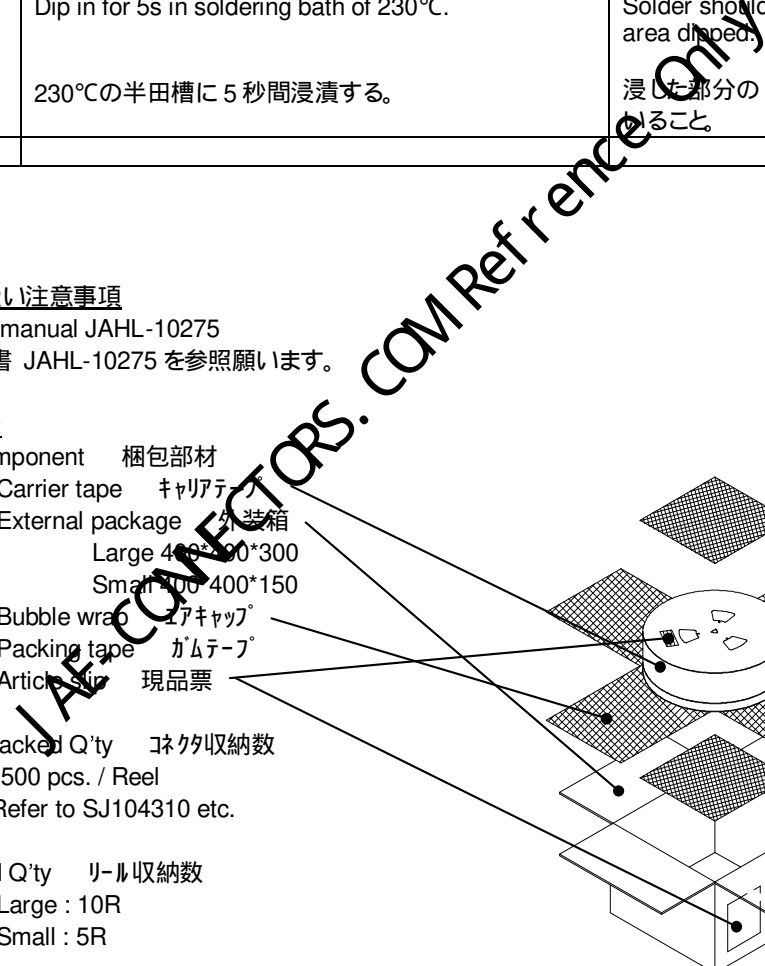 Dip in for 5s in soldering bath of 230℃.
Solder should
area dipped.
230℃の半田槽に５秒間浸漬する。
浸した部分の
いること。
い注意事項
manual JAHL-10275
書 JAHL-10275 を参照願います。
mponent 梱包部材
Carrier tape ｷｬﾘｱﾃｰﾌﾟ
External package 外装箱
Large 400*400*300
Small 400*400*150
Bubble wrap ｴｱｷｬｯﾌﾟ
Packing tape ｶﾞﾑﾃｰﾌﾟ
Article slip 現品票
acked Q'ty ｺﾈｸﾀ収納数
500 pcs. / Reel
Refer to SJ104310 etc.
Q'ty ﾘｰﾙ収納数
Large : 10R
Small : 5R
JAE-CONNECTORS.COM Refrence Only